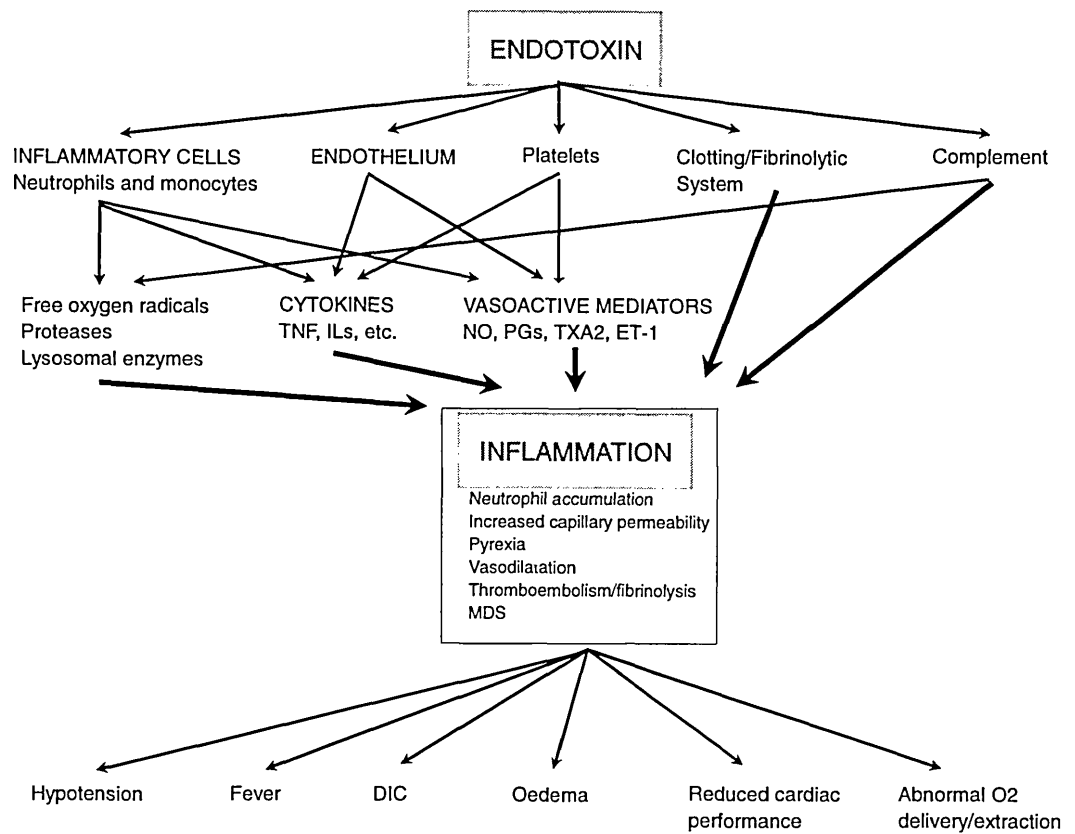 ENDOTOXIN
INFLAMMATORY CELLS
Neutrophils and monocytes
ENDOTHELIUM
Platelets
Clotting/Fibrinolytic
System
Complement
Free oxygen radicals
Proteases
Lysosomal enzymes
CYTOKINES
TNF, ILs, etc.
VASOACTIVE MEDIATORS
NO, PGs, TXA2, ET-1
INFLAMMATION
Neutrophil accumulation
Increased capillary permeability
Pyrexia
Vasodilatation
Thromboembolism/fibrinolysis
MDS
Hypotension
Fever
DIC
Oedema
Reduced cardiac
performance
Abnormal O2
delivery/extraction